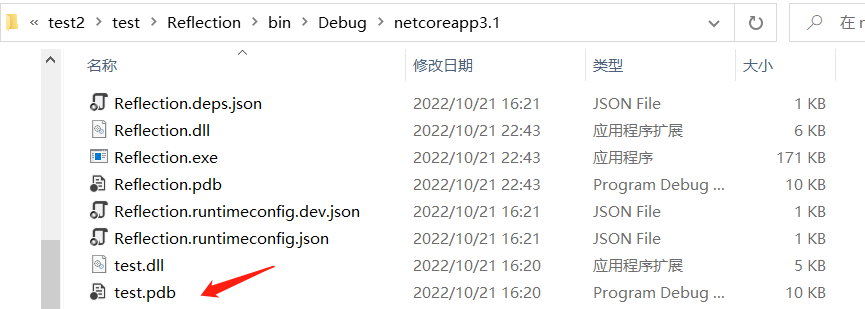 « test2 › test › Reflection › bin › Debug › netcoreapp3.1 在
名称 修改日期 类型 大小
Reflection.deps.json 2022/10/21 16:21 JSON File 1 KB
Reflection.dll 2022/10/21 22:43 应用程序扩展 6 KB
Reflection.exe 2022/10/21 22:43 应用程序 171 KB
Reflection.pdb 2022/10/21 22:43 Program Debug ... 10 KB
Reflection.runtimeconfig.dev.json 2022/10/21 16:21 JSON File 1 KB
Reflection.runtimeconfig.json 2022/10/21 16:21 JSON File 1 KB
test.dll 2022/10/21 16:20 应用程序扩展 5 KB
test.pdb 2022/10/21 16:20 Program Debug ... 10 KB